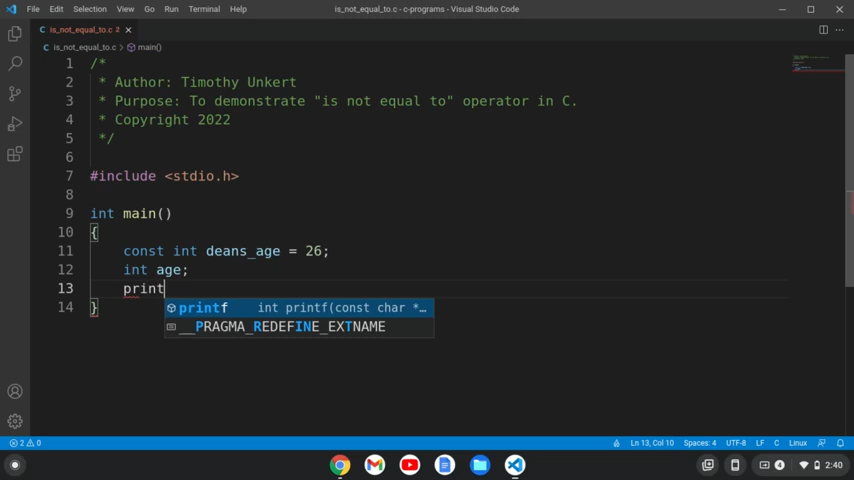 File Edit Selection View Go Run Terminal Help
is_not_equal_to.c - c-programs - Visual Studio Code
C is_not_equal_to.c 2
C is_not_equal_to.c > main()
1 /*
2 * Author: Timothy Unkert
3 * Purpose: To demonstrate "is not equal to" operator in C.
4 * Copyright 2022
5 */
6
7 #include <stdio.h>
8
9 int main()
10 {
11 const int deans_age = 26;
12 int age;
13 print
printf int printf(const char *…
__PRAGMA_REDEFINE_EXTNAME
14 }
2 0 Ln 13, Col 10 Spaces: 4 UTF-8 LF C Linux
4 2:40